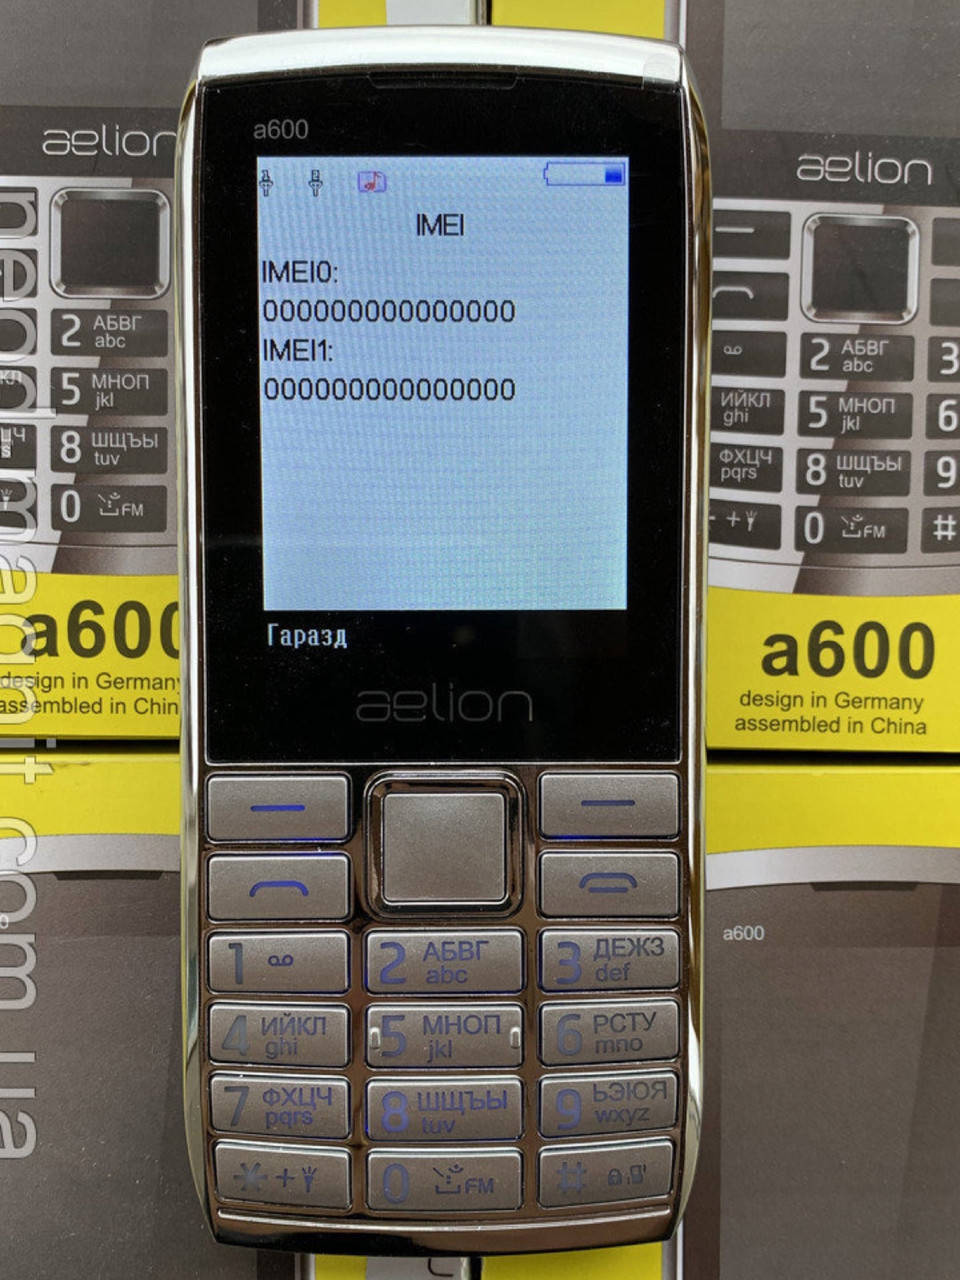 a600
IMEI
IMEI0:
000000000000000
IMEI1:
000000000000000
Гаразд
aelion
1
2 АБВГ
abc
3 ДЕЖЗ
def
4 ИЙКЛ
ghi
5 МНОП
jkl
6 РСТУ
mno
7 ФХЦЧ
pqrs
8 ШЩЪЫ
tuv
9 ЬЭЮЯ
wxyz
* +
0 FM
#
aelion
2 АБВГ
abc
5 МНОП
jkl
8 ШЩЪЫ
tuv
0 FM
a600
design in Germany
assembled in Chin
aelion
2 АБВГ
abc
3
ИЙКЛ
ghi
5 МНОП
jkl
6
ФХЦЧ
pqrs
8 ШЩЪЫ
tuv
9
+
0 FM
#
a600
design in Germany
assembled in China
a600